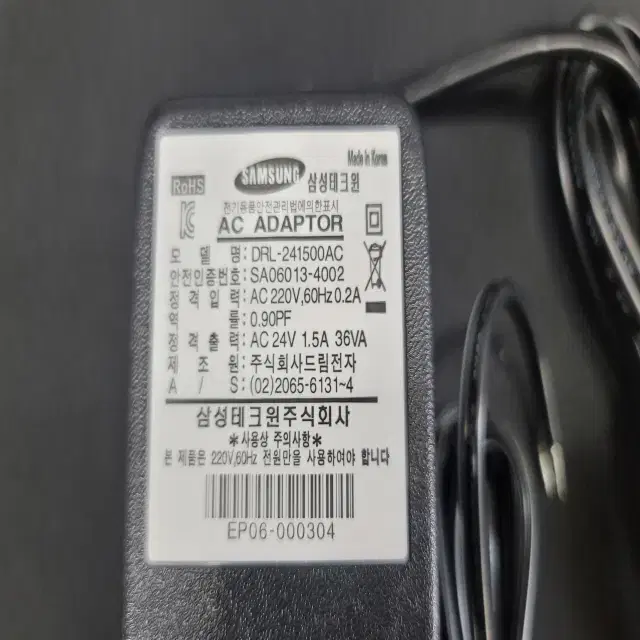 Made in Korea
RoHS SAMSUNG 삼성테크윈
전기용품안전관리법에의한표시
AC ADAPTOR
모 델 명: DRL-241500AC
안전인증번호: SA06013-4002
정 격 입 력: AC 220V,60Hz 0.2A
역 률: 0.90PF
정 격 출 력: AC 24V 1.5A 36VA
제 조 원: 주식회사드림전자
A / S: (02)2065-6131~4
삼성테크윈주식회사
*사용상 주의사항*
본 제품은 220V,60Hz 전원만을 사용하여야 합니다
EP06-000304